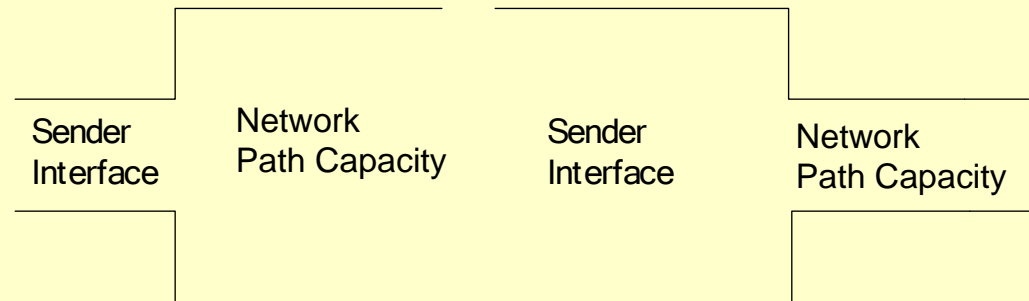 Sender
Interface
Network
Path Capacity
Sender
Interface
Network
Path Capacity